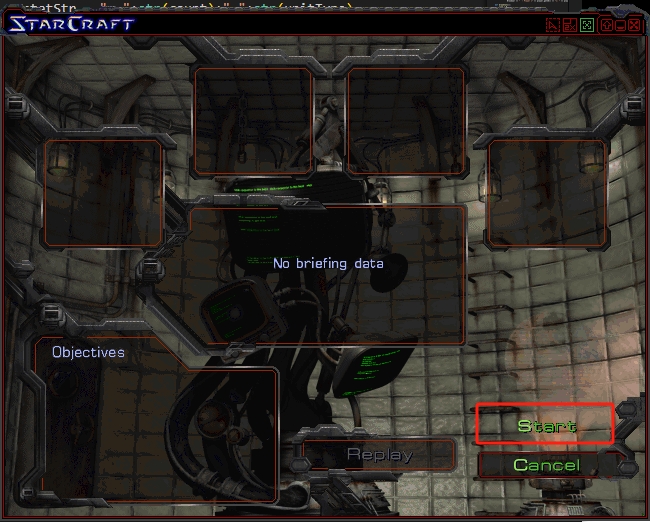 STARCRAFT
No briefing data
Objectives
Start
Replay
Cancel